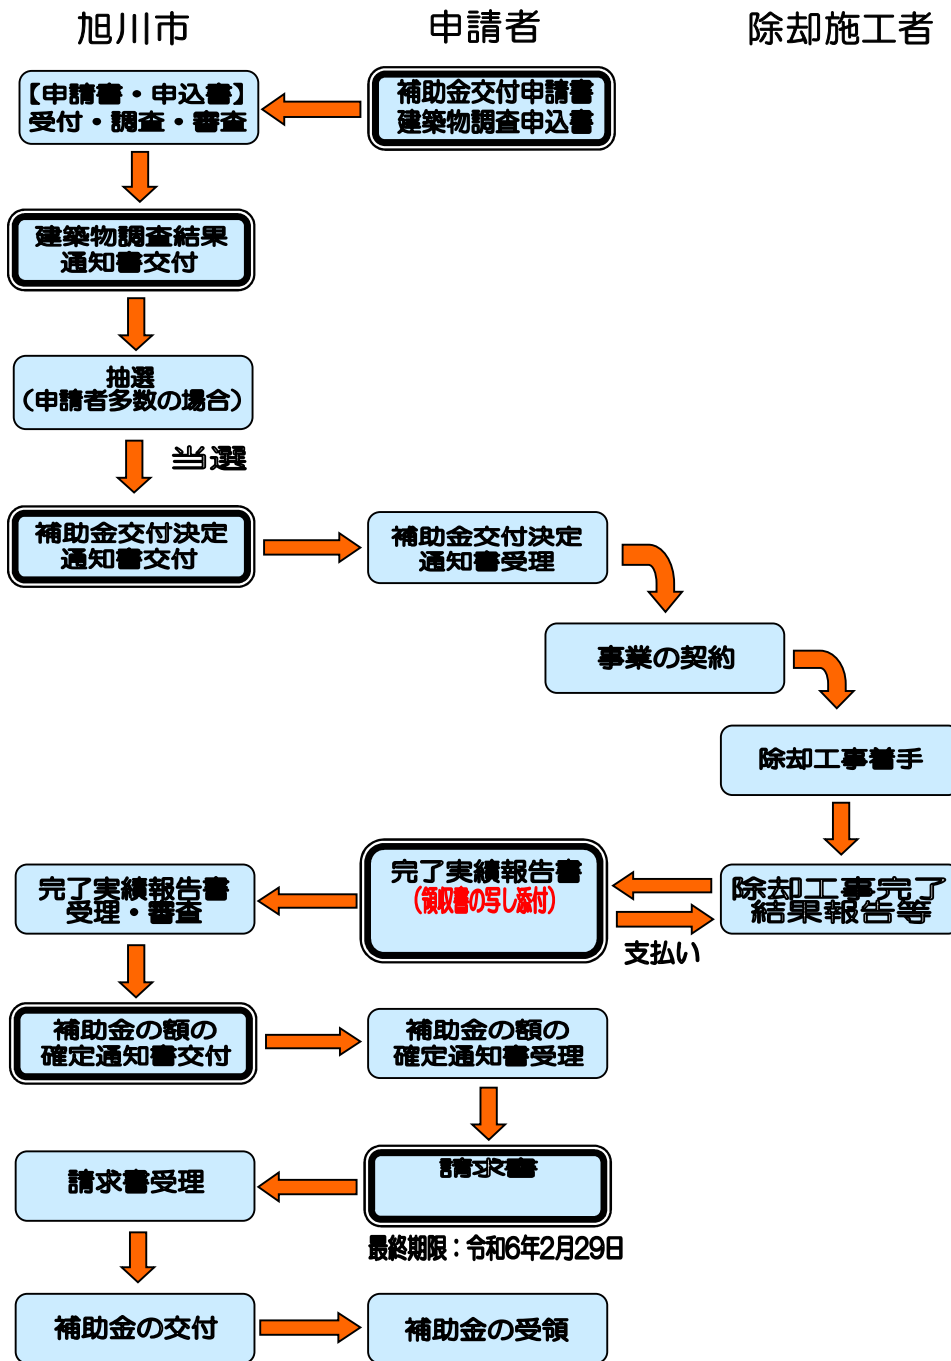 旭川市
申請者
除却施工者
【申請書・申込書】
受付・調査・審査
補助金交付申請書
建築物調査申込書
建築物調査結果
通知書交付
抽選
（申請者多数の場合）
当選
補助金交付決定
通知書交付
補助金交付決定
通知書受理
事業の契約
除却工事着手
完了実績報告書
受理・審査
完了実績報告書
（領収書の写し添付）
除却工事完了
結果報告等
支払い
補助金の額の
確定通知書交付
補助金の額の
確定通知書受理
請求書受理
請求書
最終期限：令和6年2月29日
補助金の交付
補助金の受領